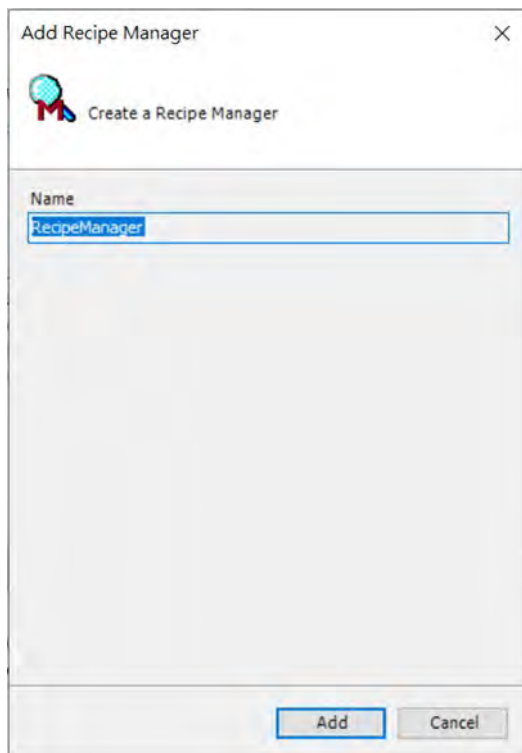 Add Recipe Manager
Create a Recipe Manager
Name
RecipeManager
Add Cancel